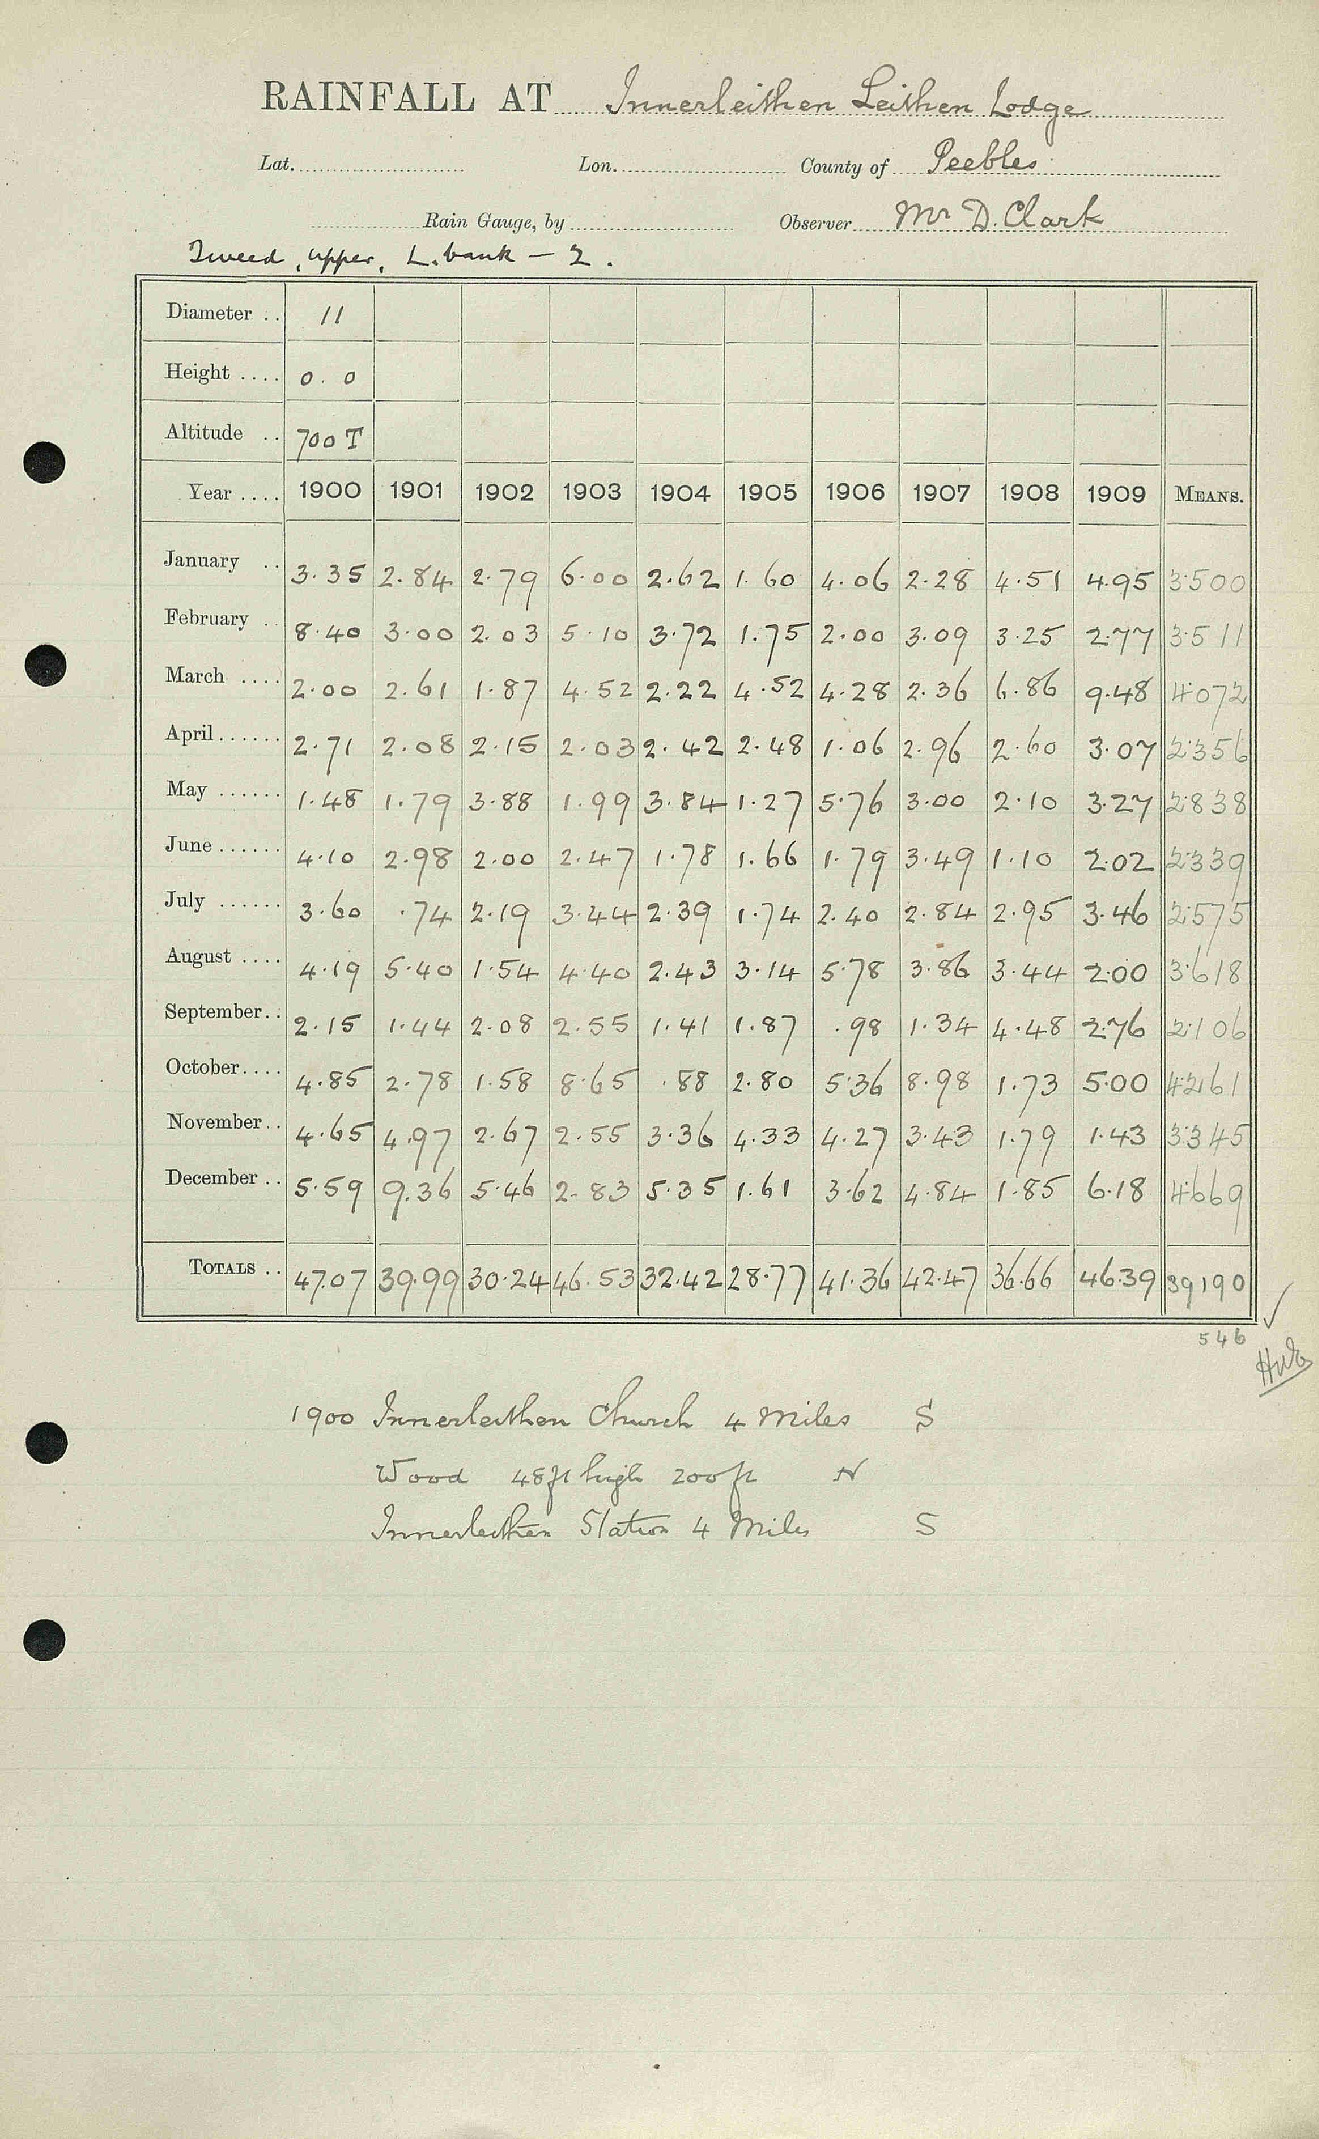 RAINFALL AT Innerleithen Leithen Lodge
Lat. Lon. County of Peebles
Rain Gauge, by Observer Mr D. Clark
Tweed, upper, L. bank - 2.
Diameter .. 11
Height .... 0. 0
Altitude .. 700 T
Year .... 1900 1901 1902 1903 1904 1905 1906 1907 1908 1909 MEANS.
January .. 3.35 2.84 2.79 6.00 2.62 1.60 4.06 2.28 4.51 4.95 3.500
February .. 8.40 3.00 2.03 5.10 3.72 1.75 2.00 3.09 3.25 2.77 3.511
March .... 2.00 2.61 1.87 4.52 2.22 4.52 4.28 2.36 6.86 9.48 4.072
April ...... 2.71 2.08 2.15 2.03 2.42 2.48 1.06 2.96 2.60 3.07 2.356
May ...... 1.48 1.79 3.88 1.99 3.84 1.27 5.76 3.00 2.10 3.27 2.838
June ...... 4.10 2.98 2.00 2.47 1.78 1.66 1.79 3.49 1.10 2.02 2.339
July ...... 3.60 .74 2.19 3.44 2.39 1.74 2.40 2.84 2.95 3.46 2.575
August .... 4.19 5.40 1.54 4.40 2.43 3.14 5.78 3.86 3.44 2.00 3.618
September .. 2.15 1.44 2.08 2.55 1.41 1.87 .98 1.34 4.48 2.76 2.106
October .... 4.85 2.78 1.58 8.65 .88 2.80 5.36 8.98 1.73 5.00 4.261
November .. 4.65 4.97 2.67 2.55 3.36 4.33 4.27 3.43 1.79 1.43 3.345
December .. 5.59 9.36 5.46 2.83 5.35 1.61 3.62 4.84 1.85 6.18 4.669
TOTALS .. 47.07 39.99 30.24 46.53 32.42 28.77 41.36 42.47 36.66 46.39 39.190
546
1900 Innerleithen Church 4 miles S
Wood 48ft high 200ft N
Innerleithen Station 4 Miles S